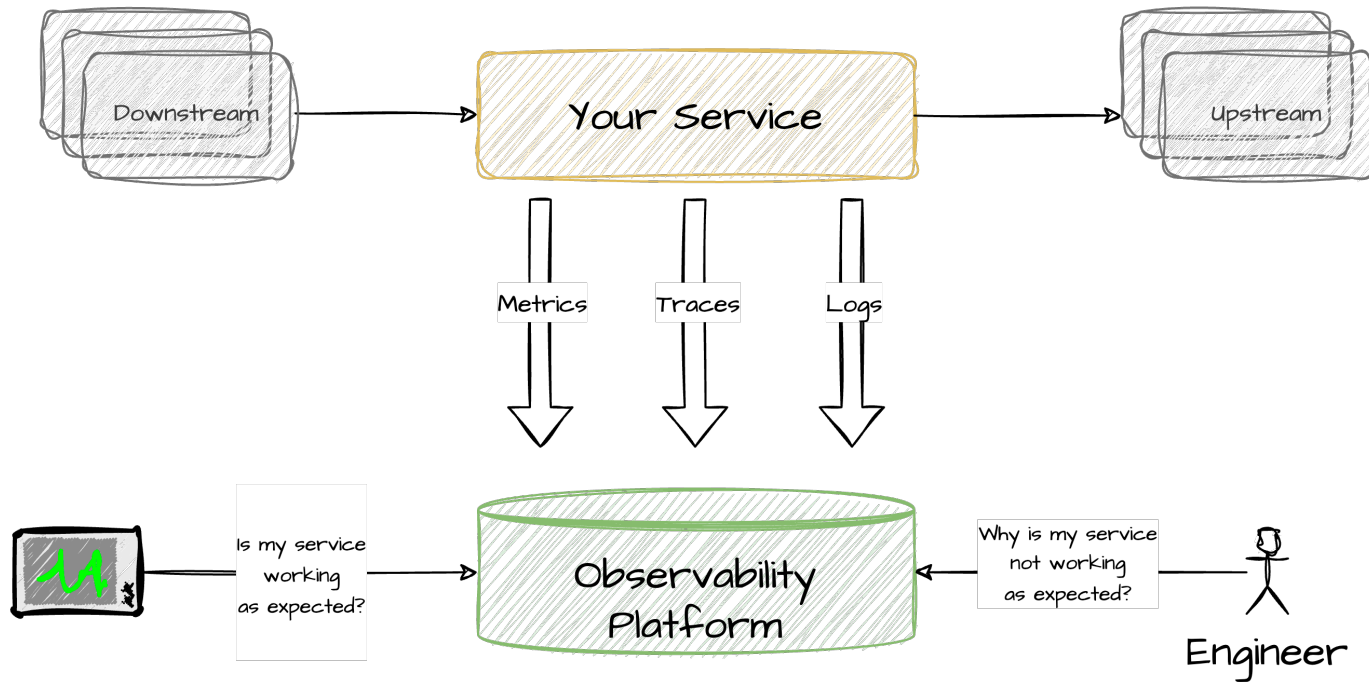 Downstream
Your Service
Upstream
Metrics
Traces
Logs
Is my service
working
as expected?
Observability
Platform
Why is my service
not working
as expected?
Engineer